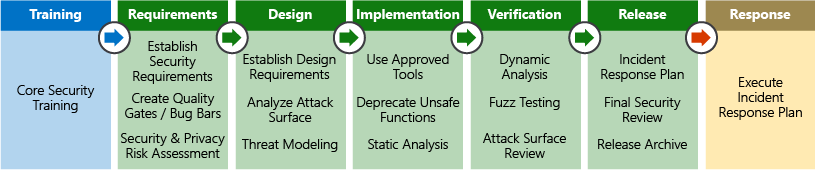 Training
Core Security
Training
Requirements
Establish
Security
Requirements
Create Quality
Gates / Bug Bars
Security & Privacy
Risk Assessment
Design
Establish Design
Requirements
Analyze Attack
Surface
Threat Modeling
Implementation
Use Approved
Tools
Deprecate Unsafe
Functions
Static Analysis
Verification
Dynamic
Analysis
Fuzz Testing
Attack Surface
Review
Release
Incident
Response Plan
Final Security
Review
Release Archive
Response
Execute
Incident
Response Plan